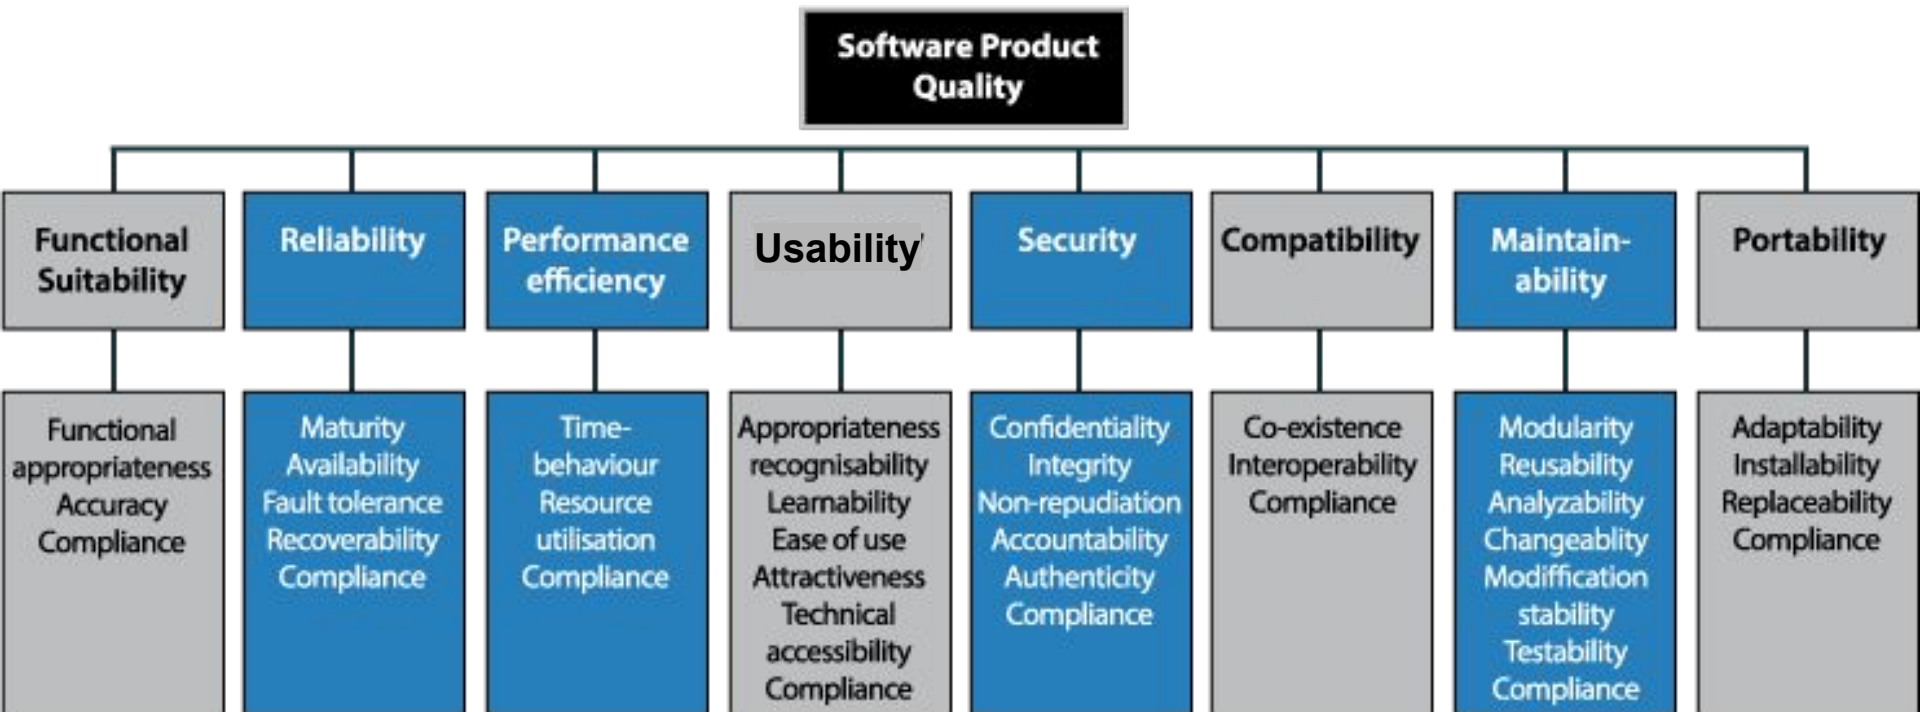 Software Product
Quality
Functional
Suitability
Reliability
Performance
efficiency
Usability
Security
Compatibility
Maintain-
ability
Portability
Functional
appropriateness
Accuracy
Compliance
Maturity
Availability
Fault tolerance
Recoverability
Compliance
Time-
behaviour
Resource
utilisation
Compliance
Appropriateness
recognisability
Learnability
Ease of use
Attractiveness
Technical
accessibility
Compliance
Confidentiality
Integrity
Non-repudiation
Accountability
Authenticity
Compliance
Co-existence
Interoperability
Compliance
Modularity
Reusability
Analyzability
Changeablity
Modiffication
stability
Testability
Compliance
Adaptability
Installability
Replaceability
Compliance